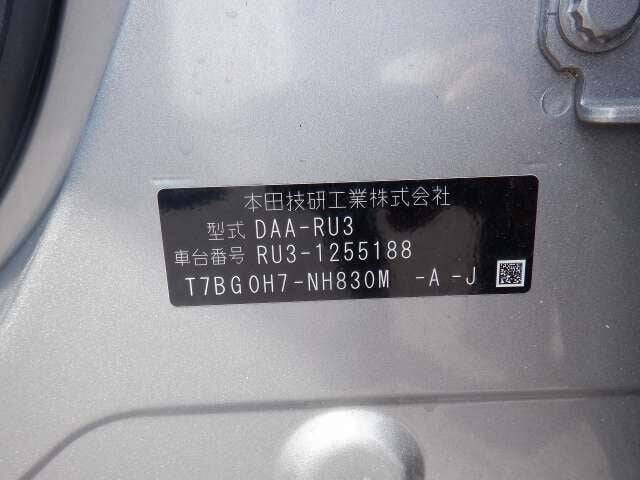 本田技研工業株式会社
型式 DAA-RU3
車台番号 RU3-1255188
T7BG0H7-NH830M -A -J